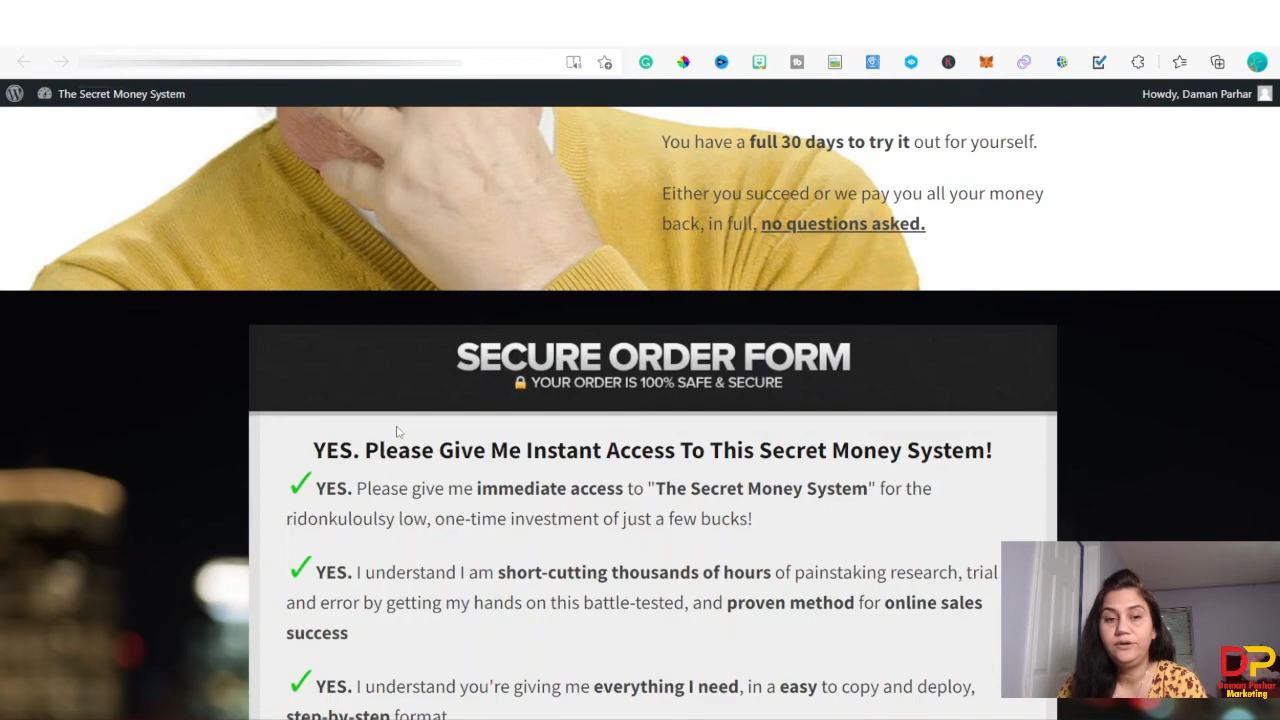 The Secret Money System
Howdy, Daman Parhar
You have a full 30 days to try it out for yourself.
Either you succeed or we pay you all your money
back, in full, no questions asked.
SECURE ORDER FORM
YOUR ORDER IS 100% SAFE & SECURE
YES. Please Give Me Instant Access To This Secret Money System!
YES. Please give me immediate access to "The Secret Money System" for the
ridonkuloulsy low, one-time investment of just a few bucks!
YES. I understand I am short-cutting thousands of hours of painstaking research, trial
and error by getting my hands on this battle-tested, and proven method for online sales
success
YES. I understand you're giving me everything I need, in a easy to copy and deploy,
step-by-step format
DP
Daman Parhar
Marketing